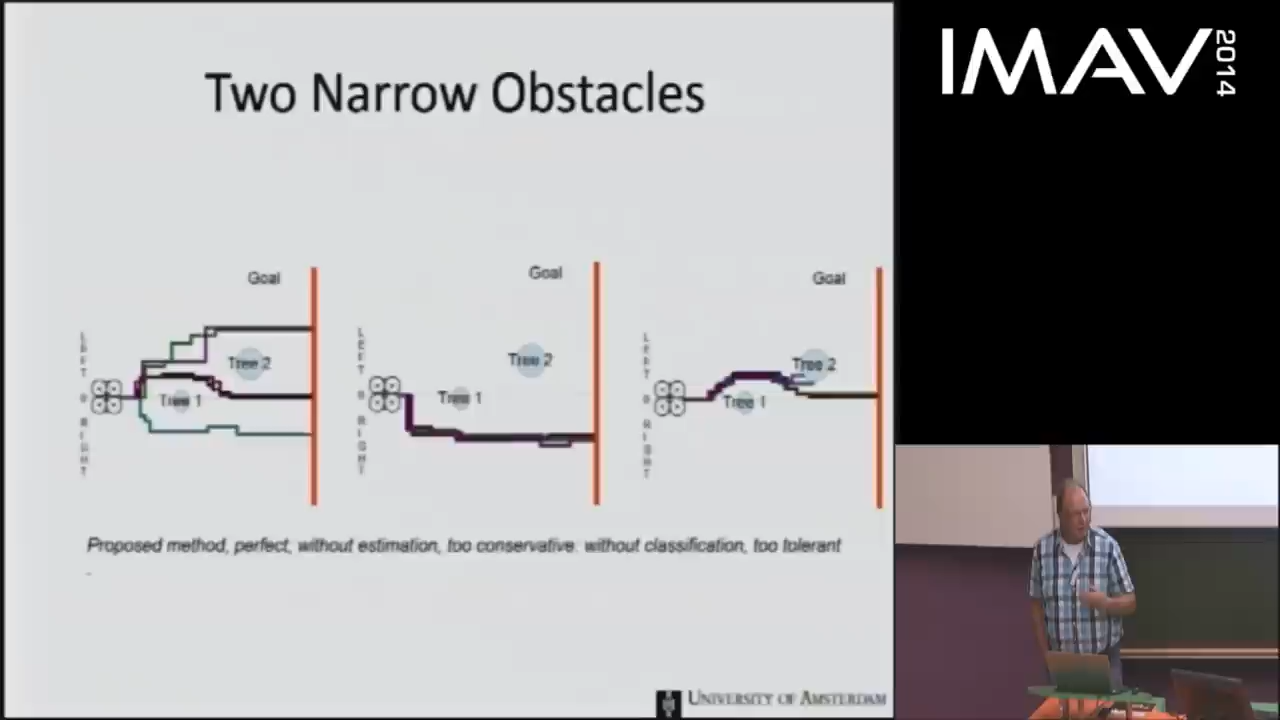 Two Narrow Obstacles
Goal
Goal
Goal
LEFT 0 RIGHT
Tree 2
Tree 1
LEFT 0 RIGHT
Tree 2
Tree 1
LEFT 0 RIGHT
Tree 2
Tree 1
Proposed method, perfect, without estimation, too conservative: without classification, too tolerant
UNIVERSITY OF AMSTERDAM
IMAV 2014